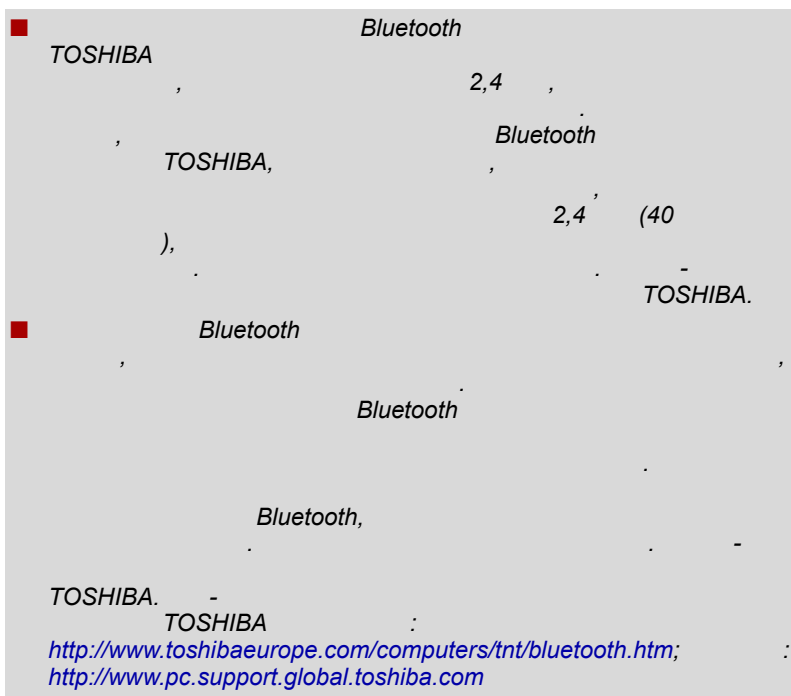 ■ Bluetooth
TOSHIBA
, 2,4 ,
.
, Bluetooth
TOSHIBA, ,
,
2,4 (40
),
. . -
TOSHIBA.
■ Bluetooth
, ,
.
Bluetooth
.
Bluetooth,
. . -
TOSHIBA. -
TOSHIBA :
http://www.toshibaeurope.com/computers/tnt/bluetooth.htm; :
http://www.pc.support.global.toshiba.com